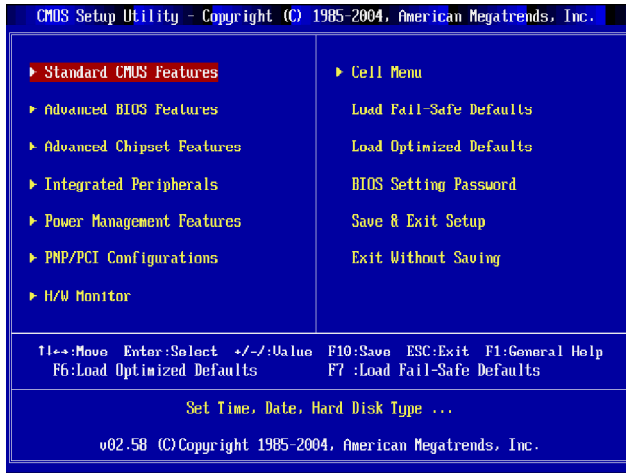 CMOS Setup Utility - Copyright (C) 1985-2004, American Megatrends, Inc.
Standard CMOS Features
Advanced BIOS Features
Advanced Chipset Features
Integrated Peripherals
Power Management Features
PNP/PCI Configurations
H/W Monitor
Cell Menu
Load Fail-Safe Defaults
Load Optimized Defaults
BIOS Setting Password
Save & Exit Setup
Exit Without Saving
↑↓←→:Move Enter:Select +/-/:Value F10:Save ESC:Exit F1:General Help
F6:Load Optimized Defaults F7 :Load Fail-Safe Defaults
Set Time, Date, Hard Disk Type ...
v02.58 (C)Copyright 1985-2004, American Megatrends, Inc.